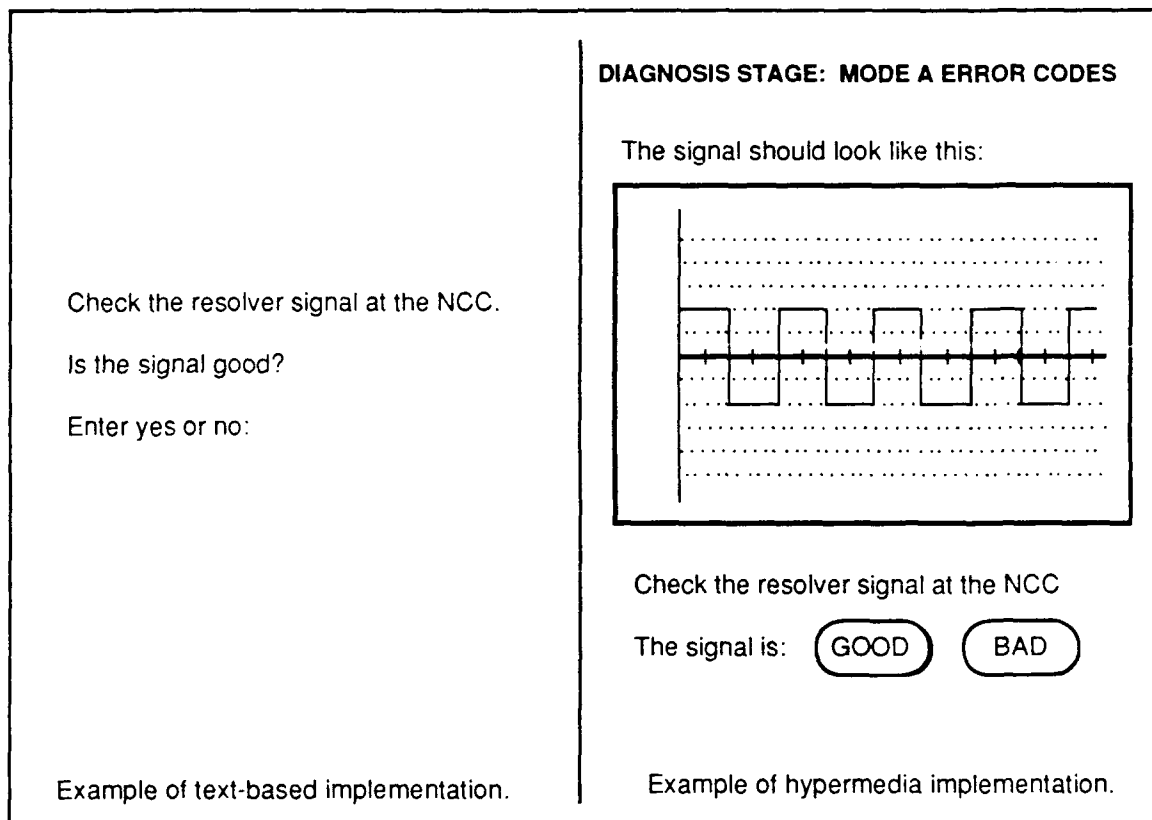 Check the resolver signal at the NCC.
Is the signal good?
Enter yes or no:
Example of text-based implementation.
DIAGNOSIS STAGE: MODE A ERROR CODES
The signal should look like this:
Check the resolver signal at the NCC
The signal is: GOOD BAD
Example of hypermedia implementation.